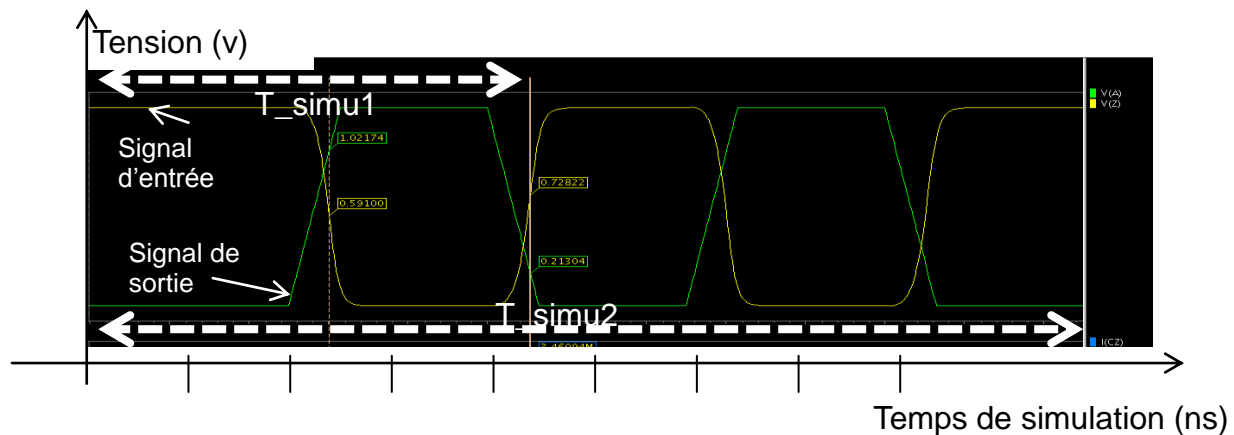 Tension (v)
T_simu1
V(A)
V(Z)
Signal
d'entrée
1.02174
0.72822
0.59100
Signal de
sortie
0.21304
T_simu2
I(CZ)
Temps de simulation (ns)